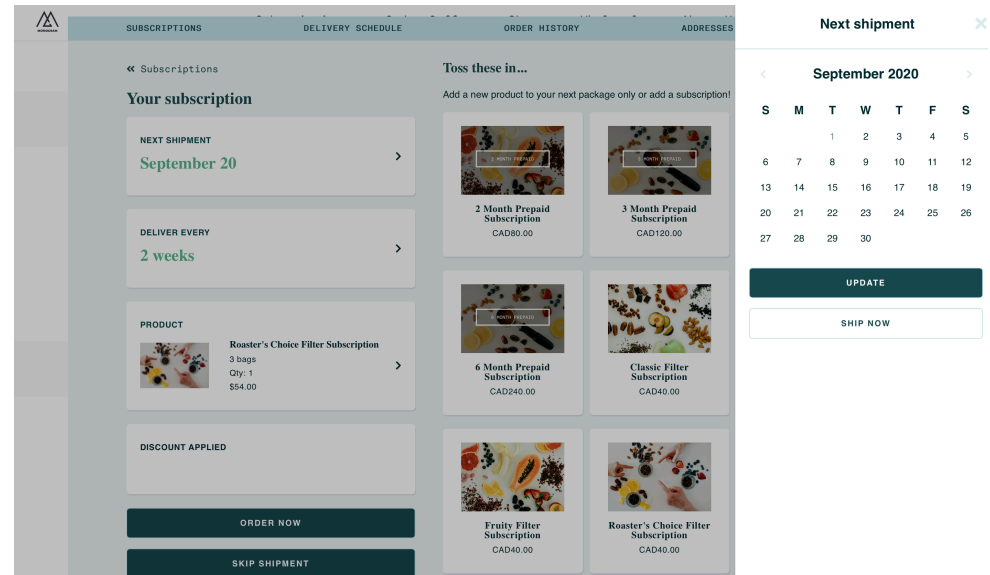 MONOGRAM
SUBSCRIPTIONS
DELIVERY SCHEDULE
ORDER HISTORY
ADDRESSES
« Subscriptions
Your subscription
NEXT SHIPMENT
September 20
DELIVER EVERY
2 weeks
PRODUCT
Roaster's Choice Filter Subscription
3 bags
Qty: 1
$54.00
DISCOUNT APPLIED
ORDER NOW
SKIP SHIPMENT
Toss these in...
Add a new product to your next package only or add a subscription!
2 MONTH PREPAID
2 Month Prepaid
Subscription
CAD80.00
3 MONTH PREPAID
3 Month Prepaid
Subscription
CAD120.00
6 MONTH PREPAID
6 Month Prepaid
Subscription
CAD240.00
Classic Filter
Subscription
CAD40.00
Fruity Filter
Subscription
CAD40.00
Roaster's Choice Filter
Subscription
CAD40.00
Next shipment
September 2020
S M T W T F S
1 2 3 4 5
6 7 8 9 10 11 12
13 14 15 16 17 18 19
20 21 22 23 24 25 26
27 28 29 30
UPDATE
SHIP NOW